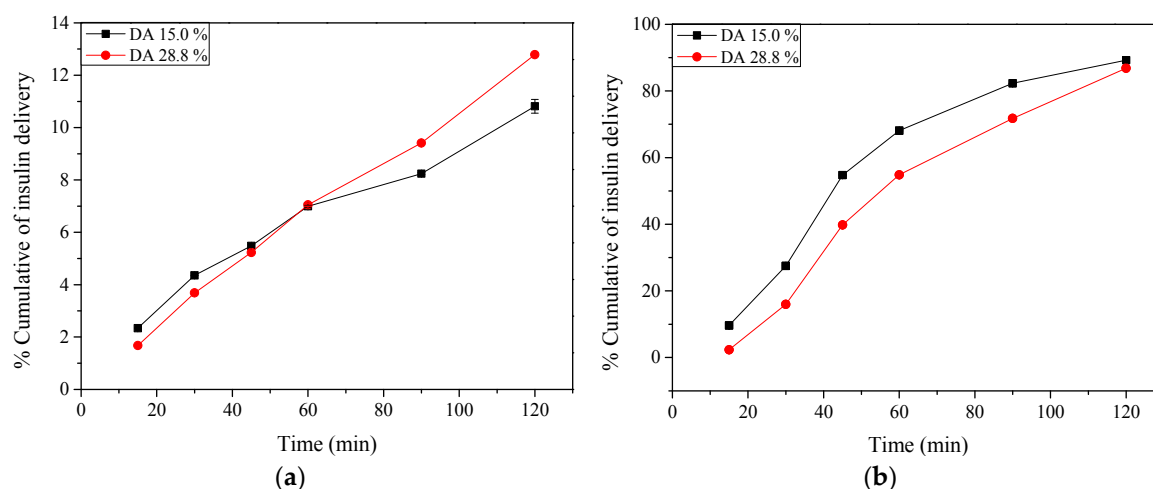 DA 15.0 %
DA 28.8 %
% Cumulative of insulin delivery
14
12
10
8
6
4
2
0
0 20 40 60 80 100 120
Time (min)
(a)
DA 15.0 %
DA 28.8 %
% Cumulative of insulin delivery
100
80
60
40
20
0
0 20 40 60 80 100 120
Time (min)
(b)